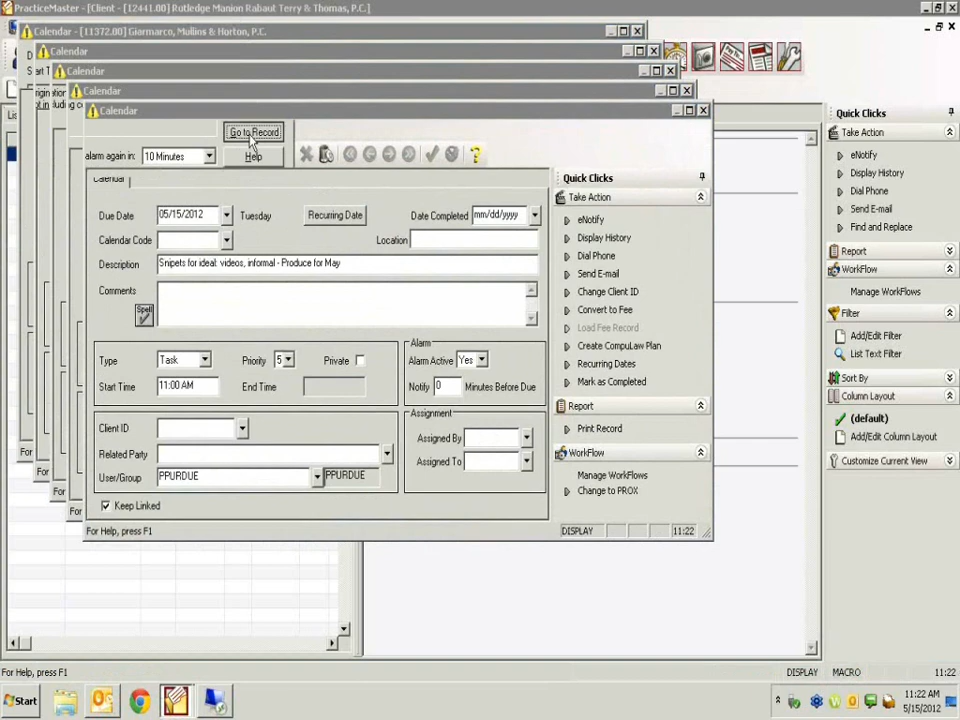 PracticeMaster - [Client - (12441.00) Rutledge Manion Rabaut Terry & Thomas, P.C.]
Calendar - [11372.00] Giarmarco, Mullins & Horton, P.C.
Calendar
Calendar
Calendar
Calendar
Go to Record
alarm again in: 10 Minutes
Help
Calendar
Due Date 05/15/2012 Tuesday Recurring Date Date Completed mm/dd/yyyy
Calendar Code Location
Description Snipets for ideal: videos, informal - Produce for May
Comments
Spell
Type Task Priority 5 Private
Start Time 11:00 AM End Time
Alarm
Alarm Active Yes
Notify 0 Minutes Before Due
Client ID
Related Party
User/Group PPURDUE PPURDUE
Assignment
Assigned By
Assigned To
Keep Linked
For Help, press F1 DISPLAY 11:22
Quick Clicks
Take Action
eNotify
Display History
Dial Phone
Send E-mail
Change Client ID
Convert to Fee
Load Fee Record
Create CompuLaw Plan
Recurring Dates
Mark as Completed
Report
Print Record
WorkFlow
Manage WorkFlows
Change to PROX
Quick Clicks
Take Action
eNotify
Display History
Dial Phone
Send E-mail
Find and Replace
Report
WorkFlow
Manage WorkFlows
Filter
Add/Edit Filter
List Text Filter
Sort By
Column Layout
(default)
Add/Edit Column Layout
Customize Current View
For
For
For
For
For Help, press F1 DISPLAY MACRO 11:22
Start
11:22 AM
5/15/2012